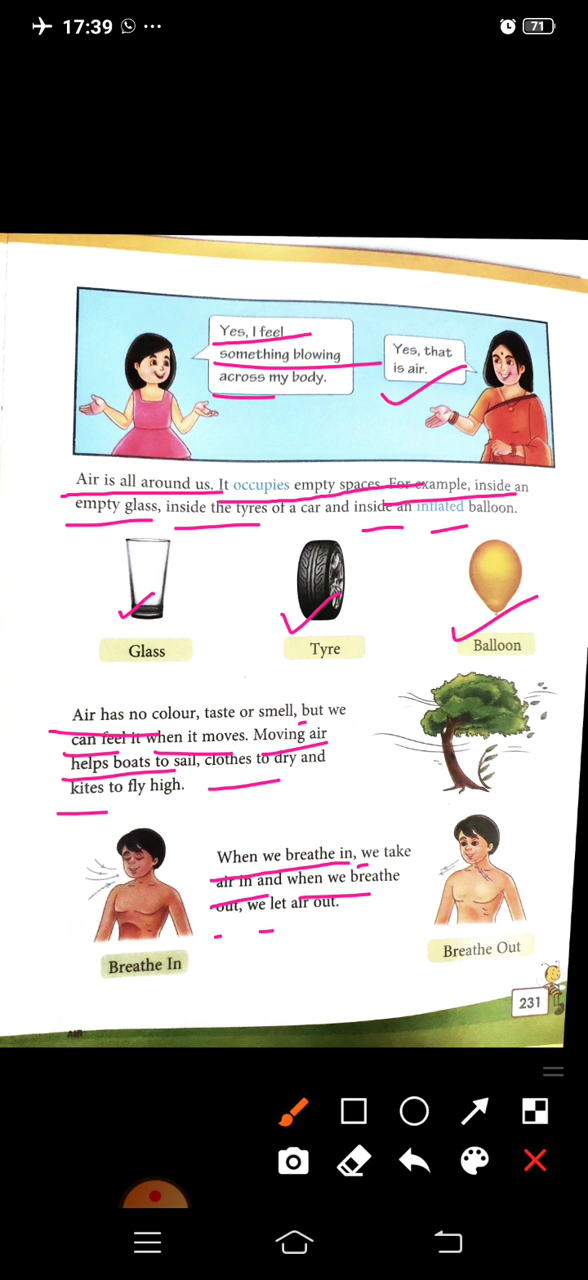 17:39
71
Yes, I feel
something blowing
across my body.
Yes, that
is air.
Air is all around us. It occupies empty spaces. For example, inside an
empty glass, inside the tyres of a car and inside an inflated balloon.
Glass
Tyre
Balloon
Air has no colour, taste or smell, but we
can feel it when it moves. Moving air
helps boats to sail, clothes to dry and
kites to fly high.
When we breathe in, we take
air in and when we breathe
out, we let air out.
Breathe In
Breathe Out
231
AIR